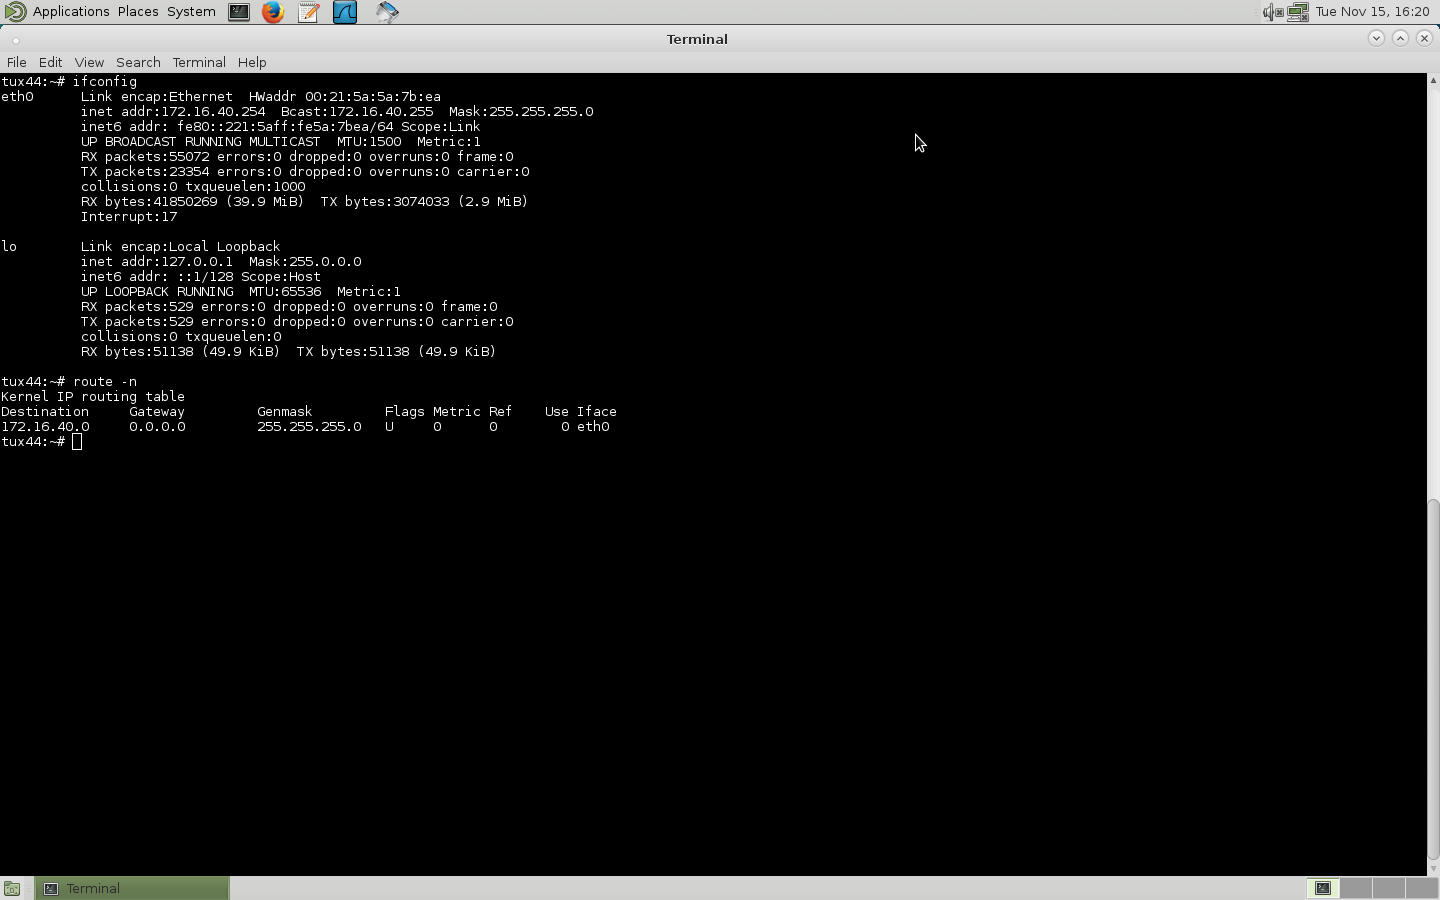 Applications Places System Tue Nov 15, 16:20
Terminal
File Edit View Search Terminal Help
tux44:~# ifconfig
eth0      Link encap:Ethernet  HWaddr 00:21:5a:5a:7b:ea
          inet addr:172.16.40.254  Bcast:172.16.40.255  Mask:255.255.255.0
          inet6 addr: fe80::221:5aff:fe5a:7bea/64 Scope:Link
          UP BROADCAST RUNNING MULTICAST  MTU:1500  Metric:1
          RX packets:55072 errors:0 dropped:0 overruns:0 frame:0
          TX packets:23354 errors:0 dropped:0 overruns:0 carrier:0
          collisions:0 txqueuelen:1000
          RX bytes:41850269 (39.9 MiB)  TX bytes:3074033 (2.9 MiB)
          Interrupt:17
lo        Link encap:Local Loopback
          inet addr:127.0.0.1  Mask:255.0.0.0
          inet6 addr: ::1/128 Scope:Host
          UP LOOPBACK RUNNING  MTU:65536  Metric:1
          RX packets:529 errors:0 dropped:0 overruns:0 frame:0
          TX packets:529 errors:0 dropped:0 overruns:0 carrier:0
          collisions:0 txqueuelen:0
          RX bytes:51138 (49.9 KiB)  TX bytes:51138 (49.9 KiB)
tux44:~# route -n
Kernel IP routing table
Destination     Gateway         Genmask         Flags Metric Ref    Use Iface
172.16.40.0     0.0.0.0         255.255.255.0   U     0      0        0 eth0
tux44:~#
Terminal